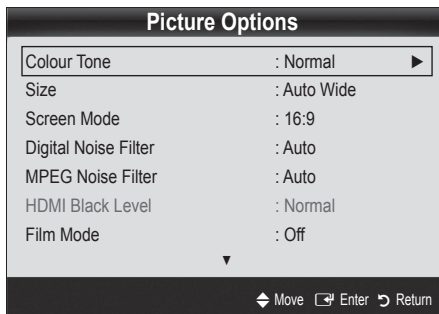 Picture Options
Colour Tone : Normal ▶
Size : Auto Wide
Screen Mode : 16:9
Digital Noise Filter : Auto
MPEG Noise Filter : Auto
HDMI Black Level : Normal
Film Mode : Off
▼
Move Enter Return